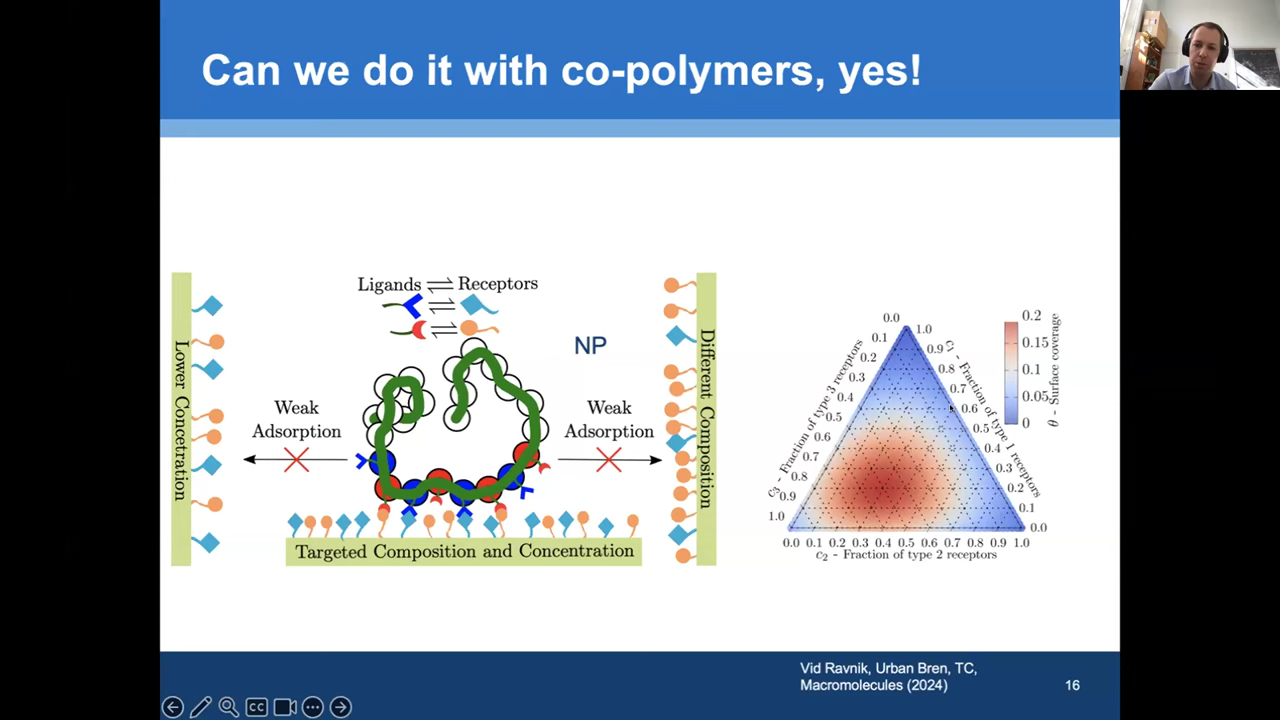 Can we do it with co-polymers, yes!
Ligands ⇌ Receptors
NP
Lower Concetration
Weak
Adsorption
Weak
Adsorption
Different Composition
Targeted Composition and Concentration
0.0
0.1
0.2
0.3
0.4
0.5
0.6
0.7
0.8
0.9
1.0
c₃ - Fraction of type 3 receptors
1.0
0.9
0.8
0.7
0.6
0.5
0.4
0.3
0.2
0.1
0.0
c₁ - Fraction of type 1 receptors
0.0 0.1 0.2 0.3 0.4 0.5 0.6 0.7 0.8 0.9 1.0
c₂ - Fraction of type 2 receptors
0.2
0.15
0.1
0.05
0
θ - Surface coverage
Vid Ravnik, Urban Bren, TC,
Macromolecules (2024)
16
CC